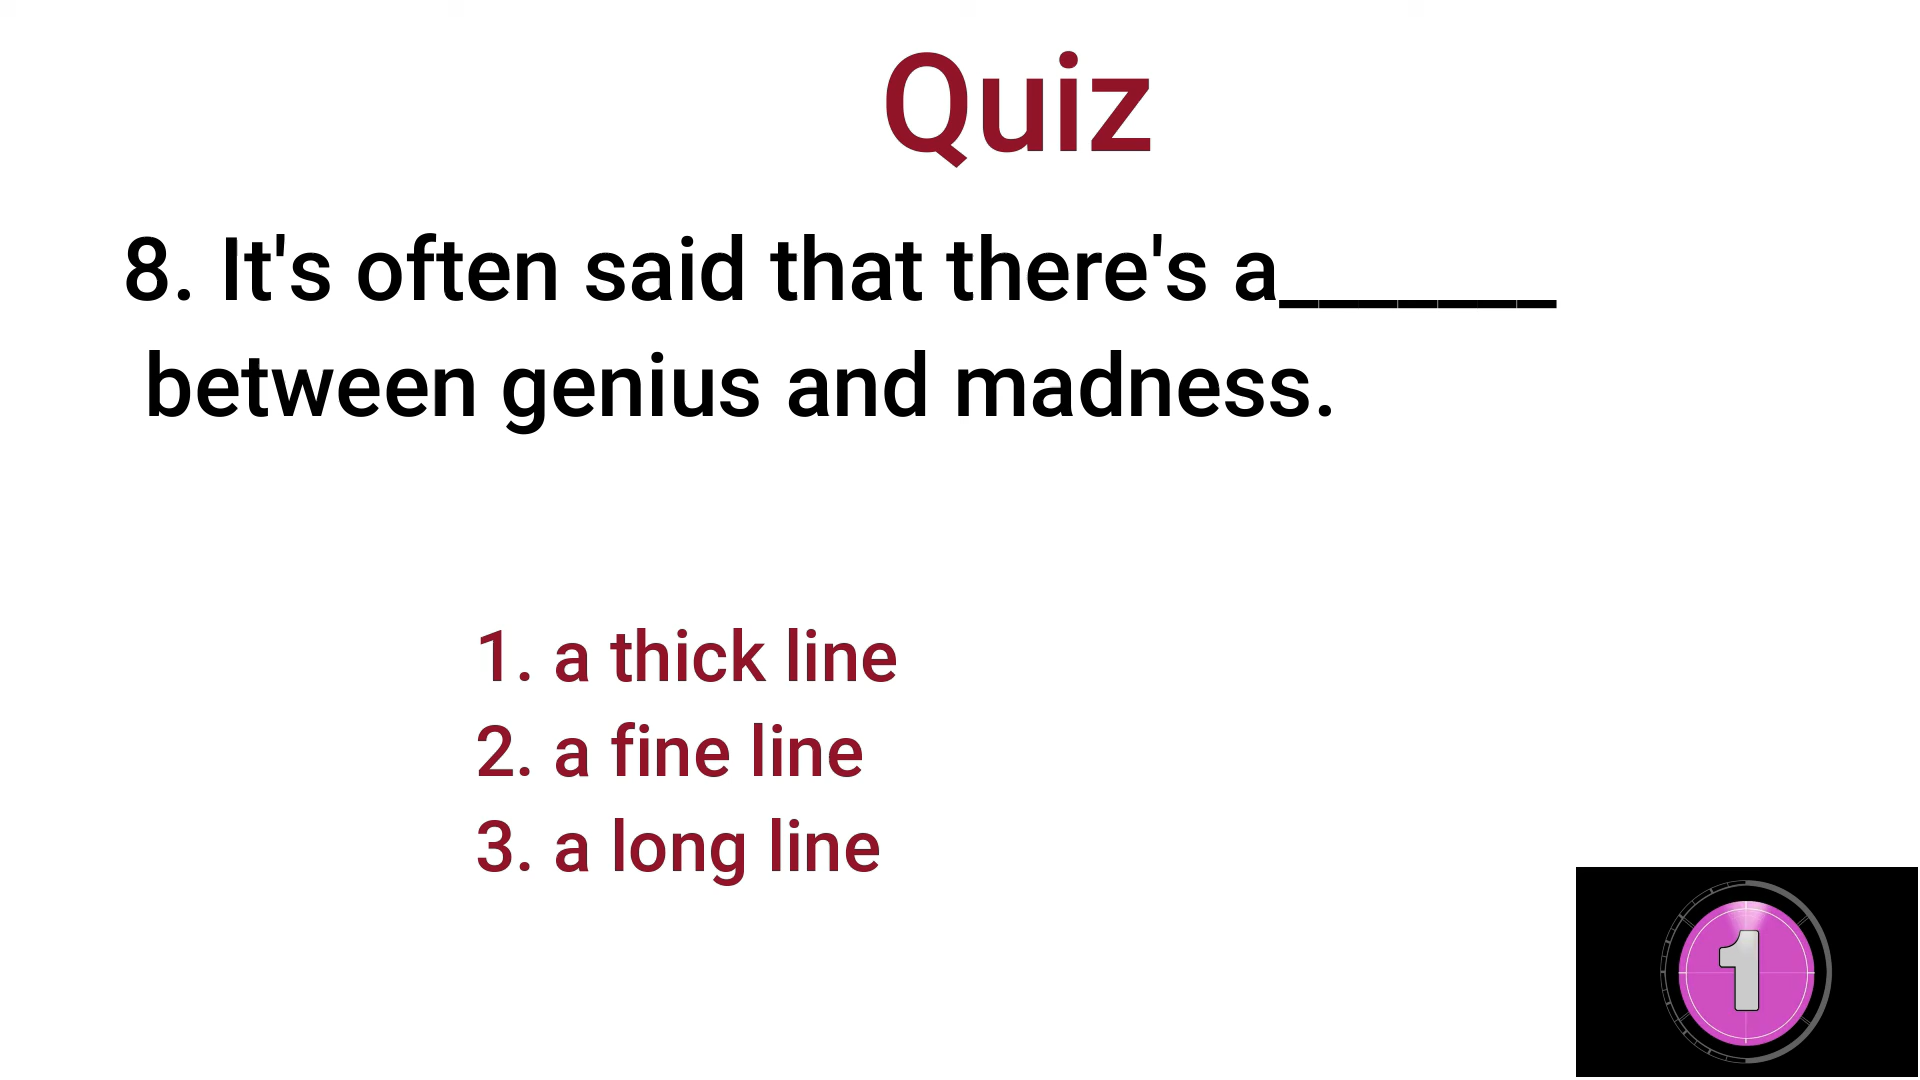 Quiz
8. It's often said that there's a_______
between genius and madness.
1. a thick line
2. a fine line
3. a long line
1